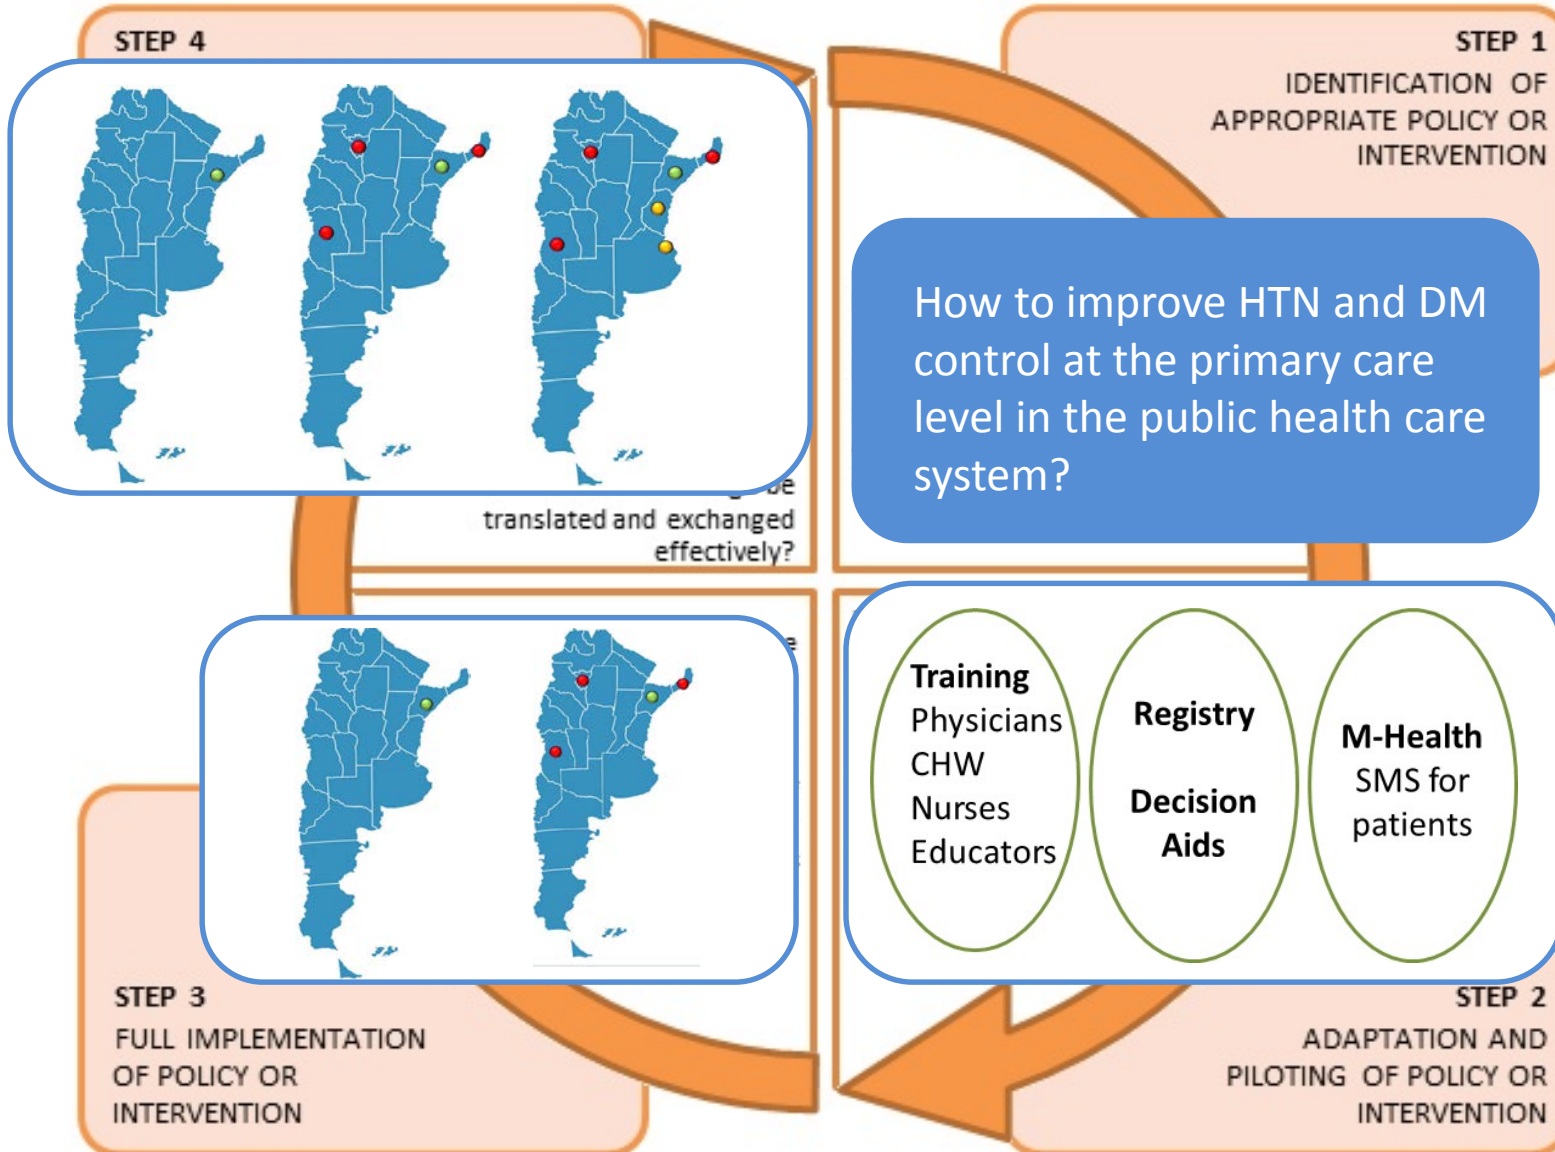 STEP 4
STEP 1
IDENTIFICATION OF
APPROPRIATE POLICY OR
INTERVENTION
How to improve HTN and DM
control at the primary care
level in the public health care
system?
be
translated and exchanged
effectively?
Training
Physicians
CHW
Nurses
Educators
Registry
Decision
Aids
M-Health
SMS for
patients
STEP 3
FULL IMPLEMENTATION
OF POLICY OR
INTERVENTION
STEP 2
ADAPTATION AND
PILOTING OF POLICY OR
INTERVENTION